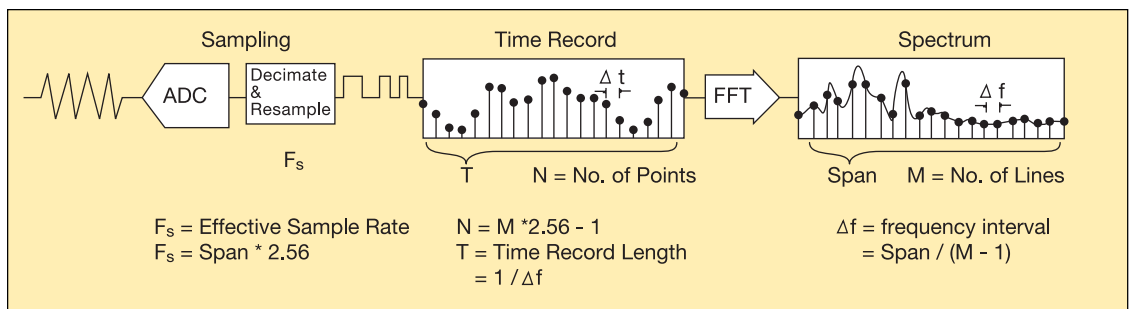 Sampling
Time Record
Spectrum
ADC
Decimate
&
Resample
Δ t
FFT
Δ f
Fs
T
N = No. of Points
Span
M = No. of Lines
Fs = Effective Sample Rate
Fs = Span * 2.56
N = M *2.56 - 1
T = Time Record Length
= 1 / Δf
Δf = frequency interval
= Span / (M - 1)